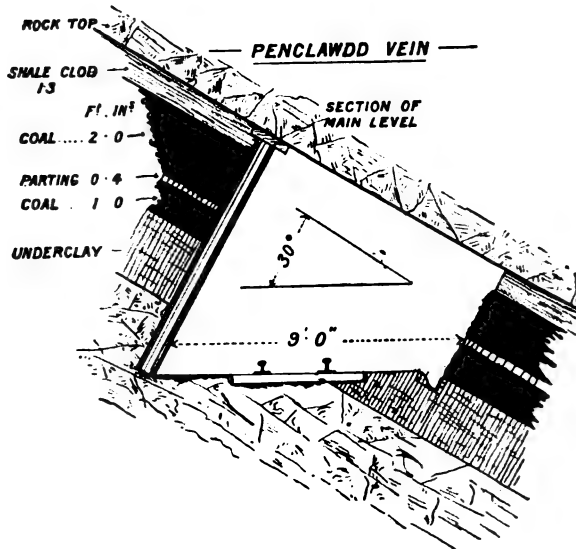 ROCK TOP
PENCLAWDD VEIN
SHALE CLOD
1·3
Ft. INS
SECTION OF
MAIN LEVEL
COAL ..... 2·0
PARTING 0·4
COAL . 1 0
UNDERCLAY
30°
9'·0"